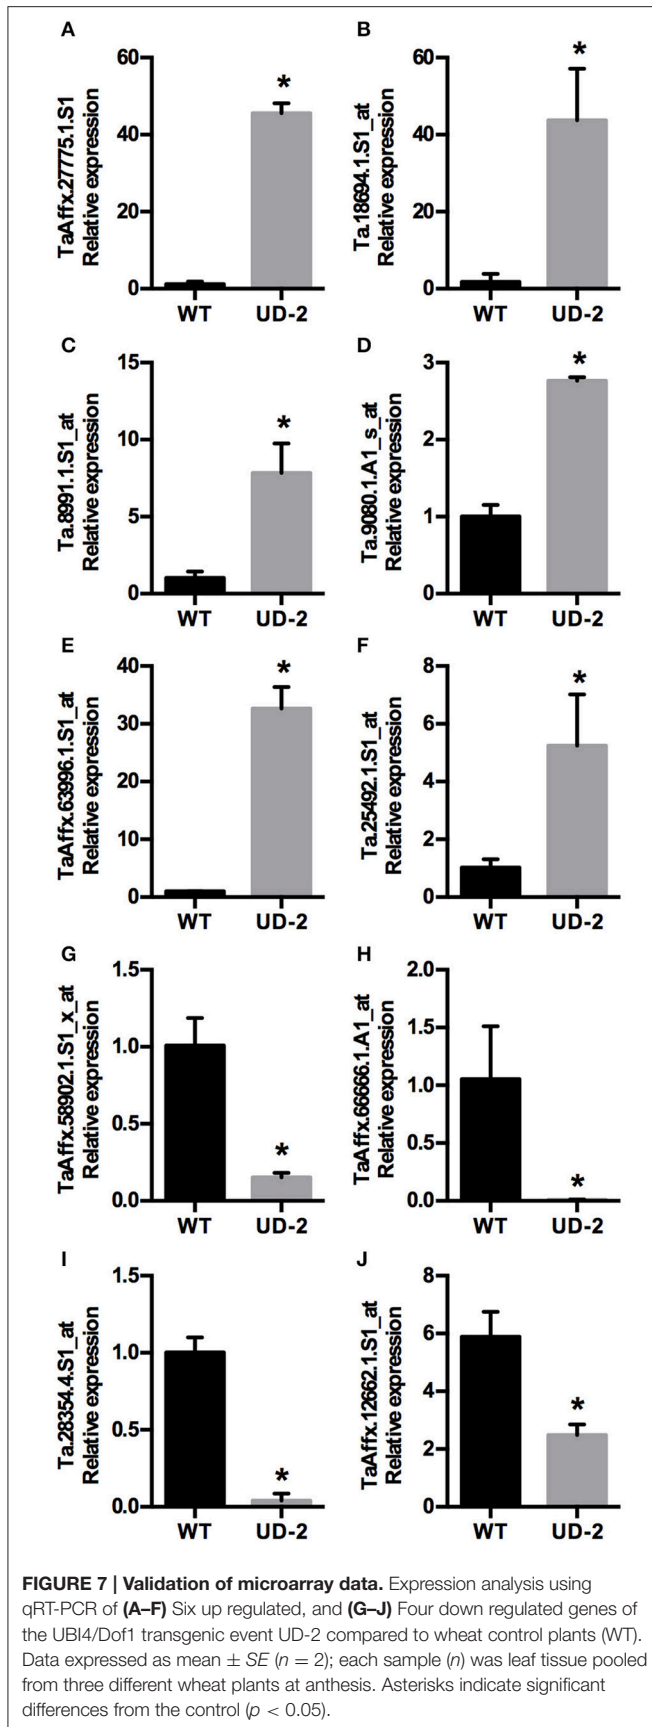 A
TaAffx.27775.1.S1
Relative expression
60
40
20
0
*
WT
UD-2
B
Ta.18694.1.S1_at
Relative expression
60
40
20
0
*
WT
UD-2
C
Ta.8991.1.S1_at
Relative expression
15
10
5
0
*
WT
UD-2
D
Ta.9080.1.A1_s_at
Relative expression
3
2
1
0
*
WT
UD-2
E
TaAffx.63996.1.S1_at
Relative expression
40
30
20
10
0
*
WT
UD-2
F
Ta.25492.1.S1_at
Relative expression
8
6
4
2
0
*
WT
UD-2
G
TaAffx.58902.1.S1_x_at
Relative expression
1.5
1.0
0.5
0.0
*
WT
UD-2
H
TaAffx.66666.1.A1_at
Relative expression
2.0
1.5
1.0
0.5
0.0
*
WT
UD-2
I
Ta.28354.4.S1_at
Relative expression
1.5
1.0
0.5
0.0
*
WT
UD-2
J
TaAffx.12662.1.S1_at
Relative expression
8
6
4
2
0
*
WT
UD-2
FIGURE 7 | Validation of microarray data. Expression analysis using
qRT-PCR of (A–F) Six up regulated, and (G–J) Four down regulated genes of
the UBI4/Dof1 transgenic event UD-2 compared to wheat control plants (WT).
Data expressed as mean ± SE (n = 2); each sample (n) was leaf tissue pooled
from three different wheat plants at anthesis. Asterisks indicate significant
differences from the control (p < 0.05).